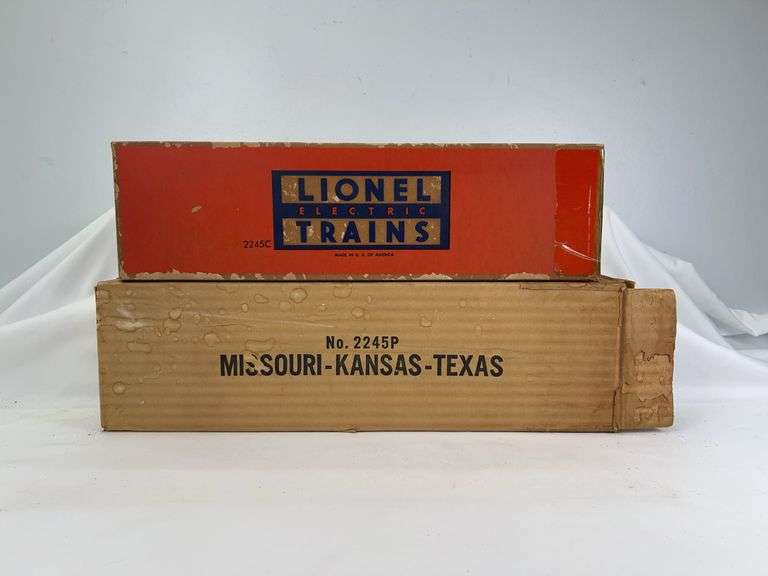 LIONEL
ELECTRIC
TRAINS
2245C
MADE IN U. S. OF AMERICA
No. 2245P
MISSOURI-KANSAS-TEXAS